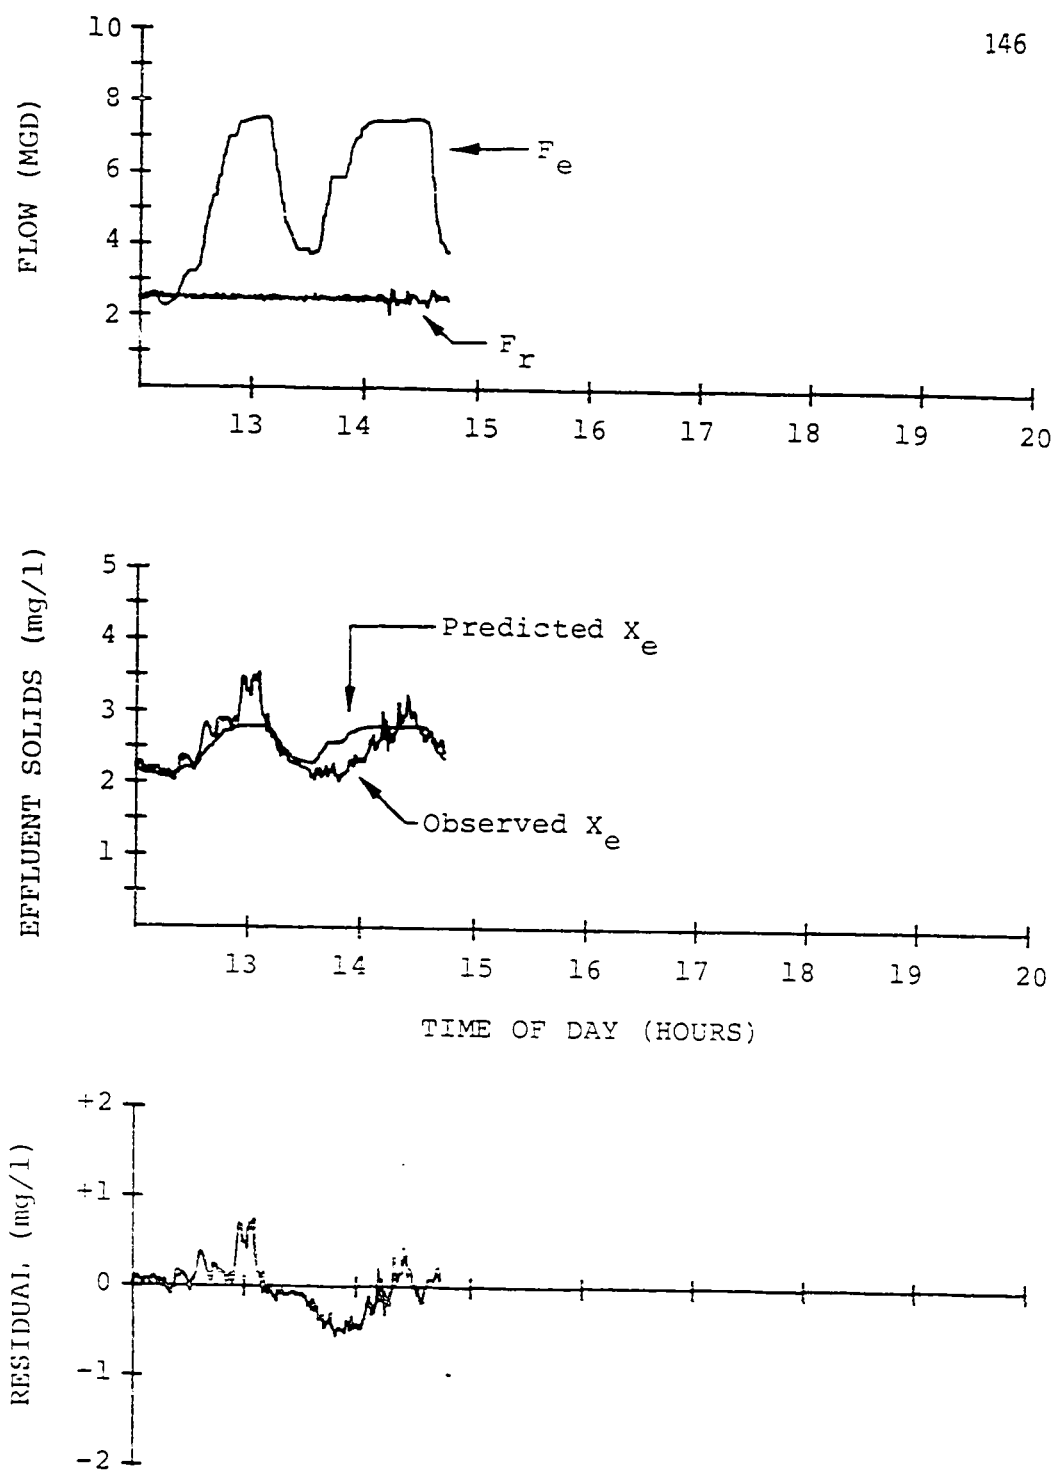 146
FLOW (MGD)
10
8
6
4
2
F_e
F_r
13 14 15 16 17 18 19 20
EFFLUENT SOLIDS (mg/l)
5
4
3
2
1
Predicted X_e
Observed X_e
13 14 15 16 17 18 19 20
TIME OF DAY (HOURS)
RESIDUAL (mg/l)
+2
+1
0
-1
-2